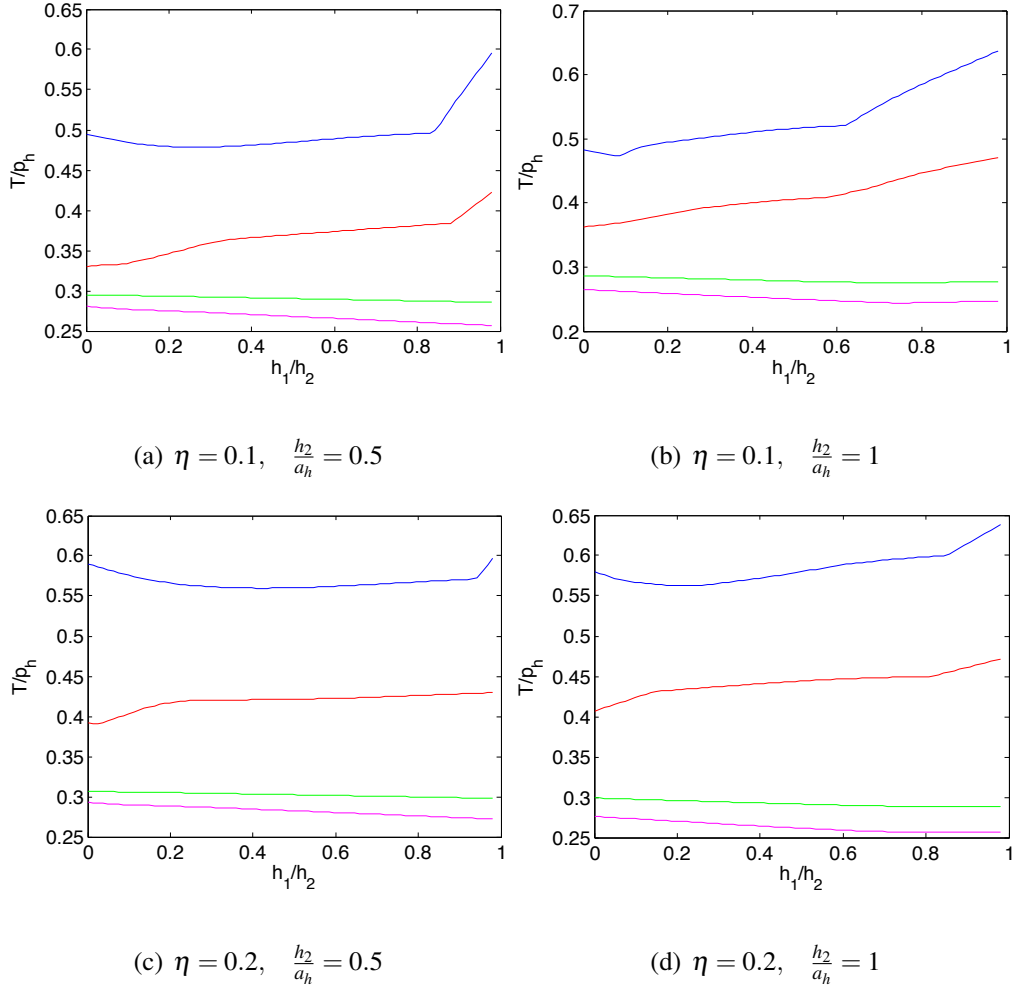 0.65
0.6
0.55
0.5
0.45
0.4
0.35
0.3
0.25
T/p_h
0 0.2 0.4 0.6 0.8 1
h_1/h_2
(a) η = 0.1, h_2/a_h = 0.5
0.7
0.6
0.5
0.4
0.3
0.2
T/p_h
0 0.2 0.4 0.6 0.8 1
h_1/h_2
(b) η = 0.1, h_2/a_h = 1
0.65
0.6
0.55
0.5
0.45
0.4
0.35
0.3
0.25
T/p_h
0 0.2 0.4 0.6 0.8 1
h_1/h_2
(c) η = 0.2, h_2/a_h = 0.5
0.65
0.6
0.55
0.5
0.45
0.4
0.35
0.3
0.25
T/p_h
0 0.2 0.4 0.6 0.8 1
h_1/h_2
(d) η = 0.2, h_2/a_h = 1